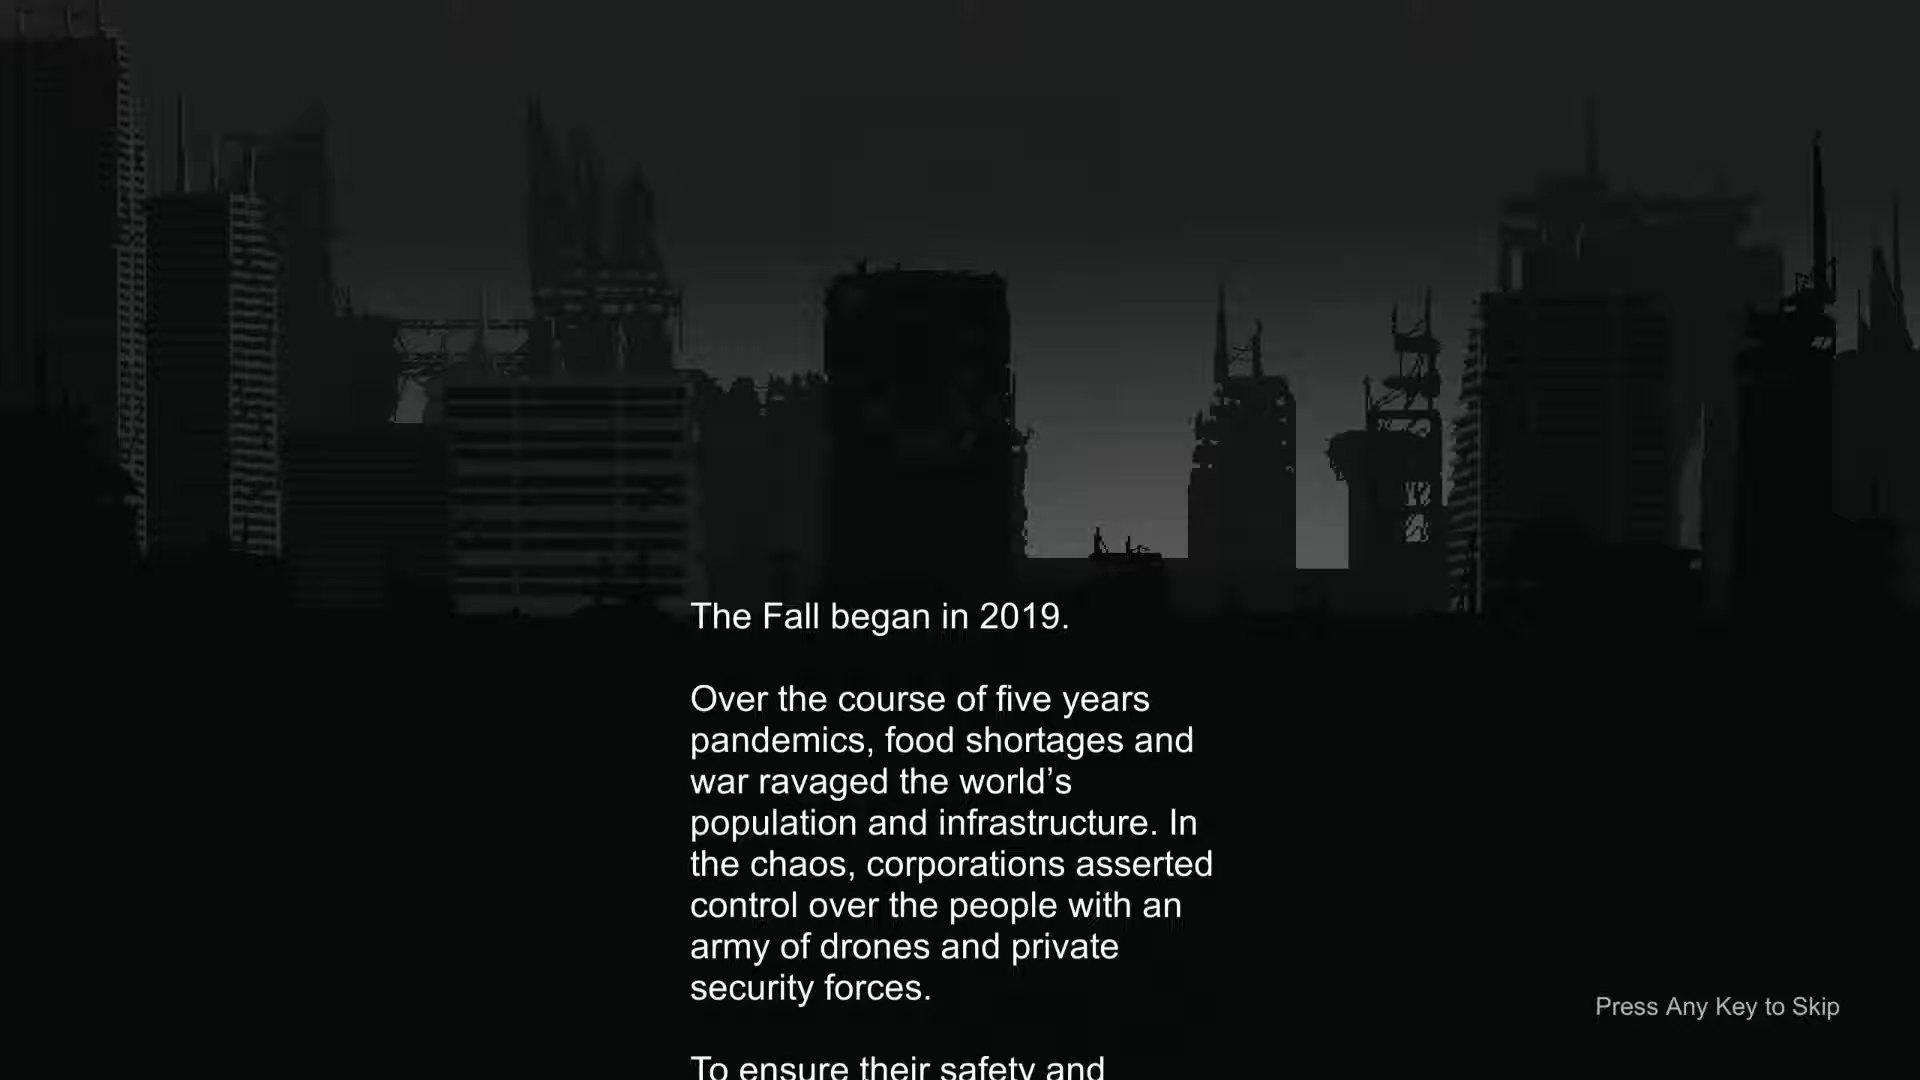 The Fall began in 2019.
Over the course of five years
pandemics, food shortages and
war ravaged the world’s
population and infrastructure. In
the chaos, corporations asserted
control over the people with an
army of drones and private
security forces.
Press Any Key to Skip
To ensure their safety and